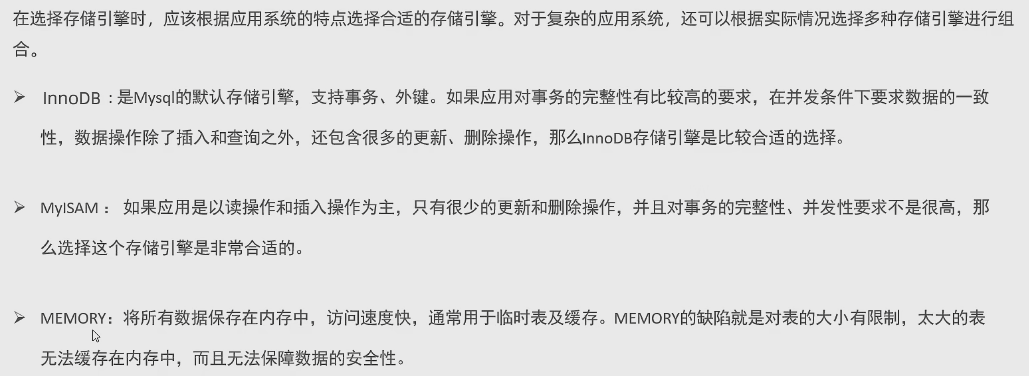 在选择存储引擎时，应该根据应用系统的特点选择合适的存储引擎。对于复杂的应用系统，还可以根据实际情况选择多种存储引擎进行组
合。
➢ InnoDB：是Mysql的默认存储引擎，支持事务、外键。如果应用对事务的完整性有比较高的要求，在并发条件下要求数据的一致
性，数据操作除了插入和查询之外，还包含很多的更新、删除操作，那么InnoDB存储引擎是比较合适的选择。
➢ MyISAM： 如果应用是以读操作和插入操作为主，只有很少的更新和删除操作，并且对事务的完整性、并发性要求不是很高，那
么选择这个存储引擎是非常合适的。
➢ MEMORY：将所有数据保存在内存中，访问速度快，通常用于临时表及缓存。MEMORY的缺陷就是对表的大小有限制，太大的表
无法缓存在内存中，而且无法保障数据的安全性。